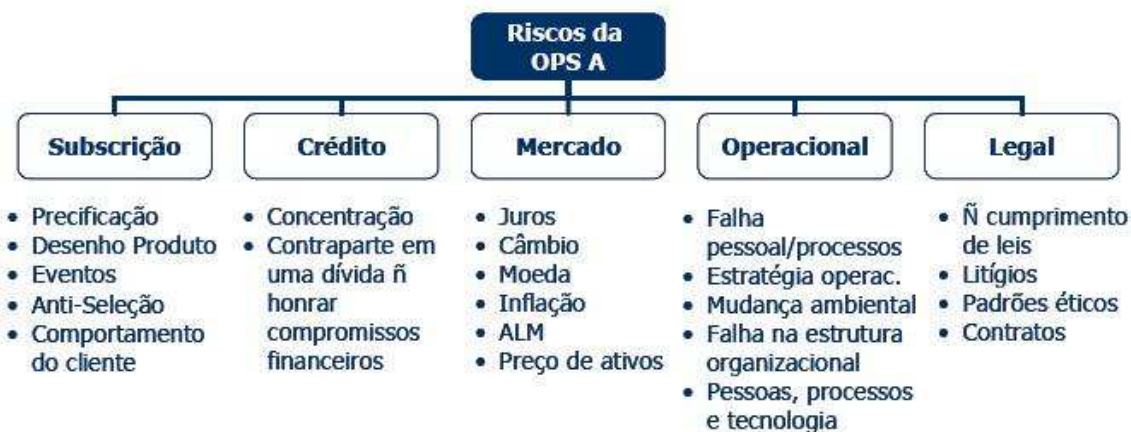 Riscos da
OPS A
Subscrição
• Precificação
• Desenho Produto
• Eventos
• Anti-Seleção
• Comportamento
do cliente
Crédito
• Concentração
• Contraparte em
uma dívida ñ
honrar
compromissos
financeiros
Mercado
• Juros
• Câmbio
• Moeda
• Inflação
• ALM
• Preço de ativos
Operacional
• Falha
pessoal/processos
• Estratégia operac.
• Mudança ambiental
• Falha na estrutura
organizacional
• Pessoas, processos
e tecnologia
Legal
• Ñ cumprimento
de leis
• Litígios
• Padrões éticos
• Contratos